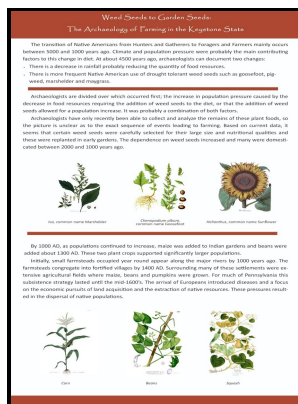 Weed Seeds to Garden Seeds:
The Archaeology of Farming in the Keystone State
The transition of Native Americans from Hunters and Gatherers to Foragers and Farmers mainly occurs
between 5000 and 1000 years ago. Climate and population pressure were probably the main contributing
factors to this change in diet. At about 4500 years ago, archaeologists can document two changes:
· There is a decrease in rainfall probably reducing the quantity of food resources.
· There is more frequent Native American use of drought tolerant weed seeds such as goosefoot, pig-
weed, marshelder and maygrass.
Archaeologists are divided over which occurred first, the increase in population pressure caused by the
decrease in food resources requiring the addition of weed seeds to the diet, or that the addition of weed
seeds allowed for a population increase. It was probably a combination of both factors.
Archaeologists have only recently been able to collect and analyze the remains of these plant foods, so
the picture is unclear as to the exact sequence of events leading to farming. Based on current data, it
seems that certain weed seeds were carefully selected for their large size and nutritional qualities and
these were replanted in early gardens. The dependence on weed seeds increased and many were domesti-
cated between 2000 and 1000 years ago.
Iva, common name Marshelder
Chenopodium album,
common name Goosefoot
Helianthus, common name Sunflower
By 1000 AD, as populations continued to increase, maize was added to Indian gardens and beans were
added about 1300 AD. These two plant crops supported significantly larger populations.
Initially, small farmsteads occupied year round appear along the major rivers by 1000 years ago. The
farmsteads congregate into fortified villages by 1400 AD. Surrounding many of these settlements were ex-
tensive agricultural fields where maize, beans and pumpkins were grown. For much of Pennsylvania this
subsistence strategy lasted until the mid-1600's. The arrival of Europeans introduced diseases and a focus
on the economic pursuits of land acquisition and the extraction of native resources. These pressures result-
ed in the dispersal of native populations.
Corn
Beans
Squash